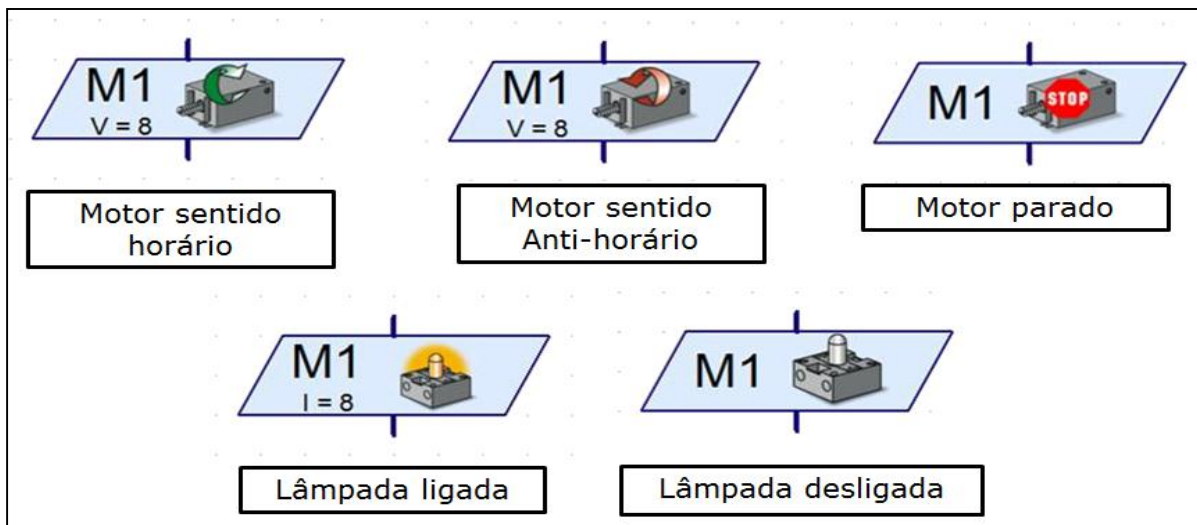 M1
V = 8
M1
V = 8
M1
STOP
Motor sentido
horário
Motor sentido
Anti-horário
Motor parado
M1
I = 8
M1
Lâmpada ligada
Lâmpada desligada